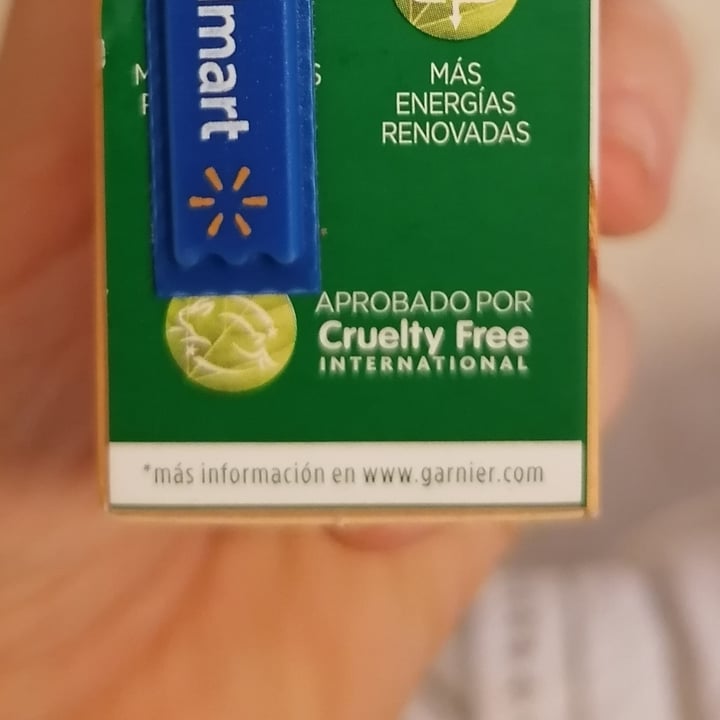 mart
MÁS
ENERGÍAS
RENOVADAS
APROBADO POR
Cruelty Free
INTERNATIONAL
*más información en www.garnier.com